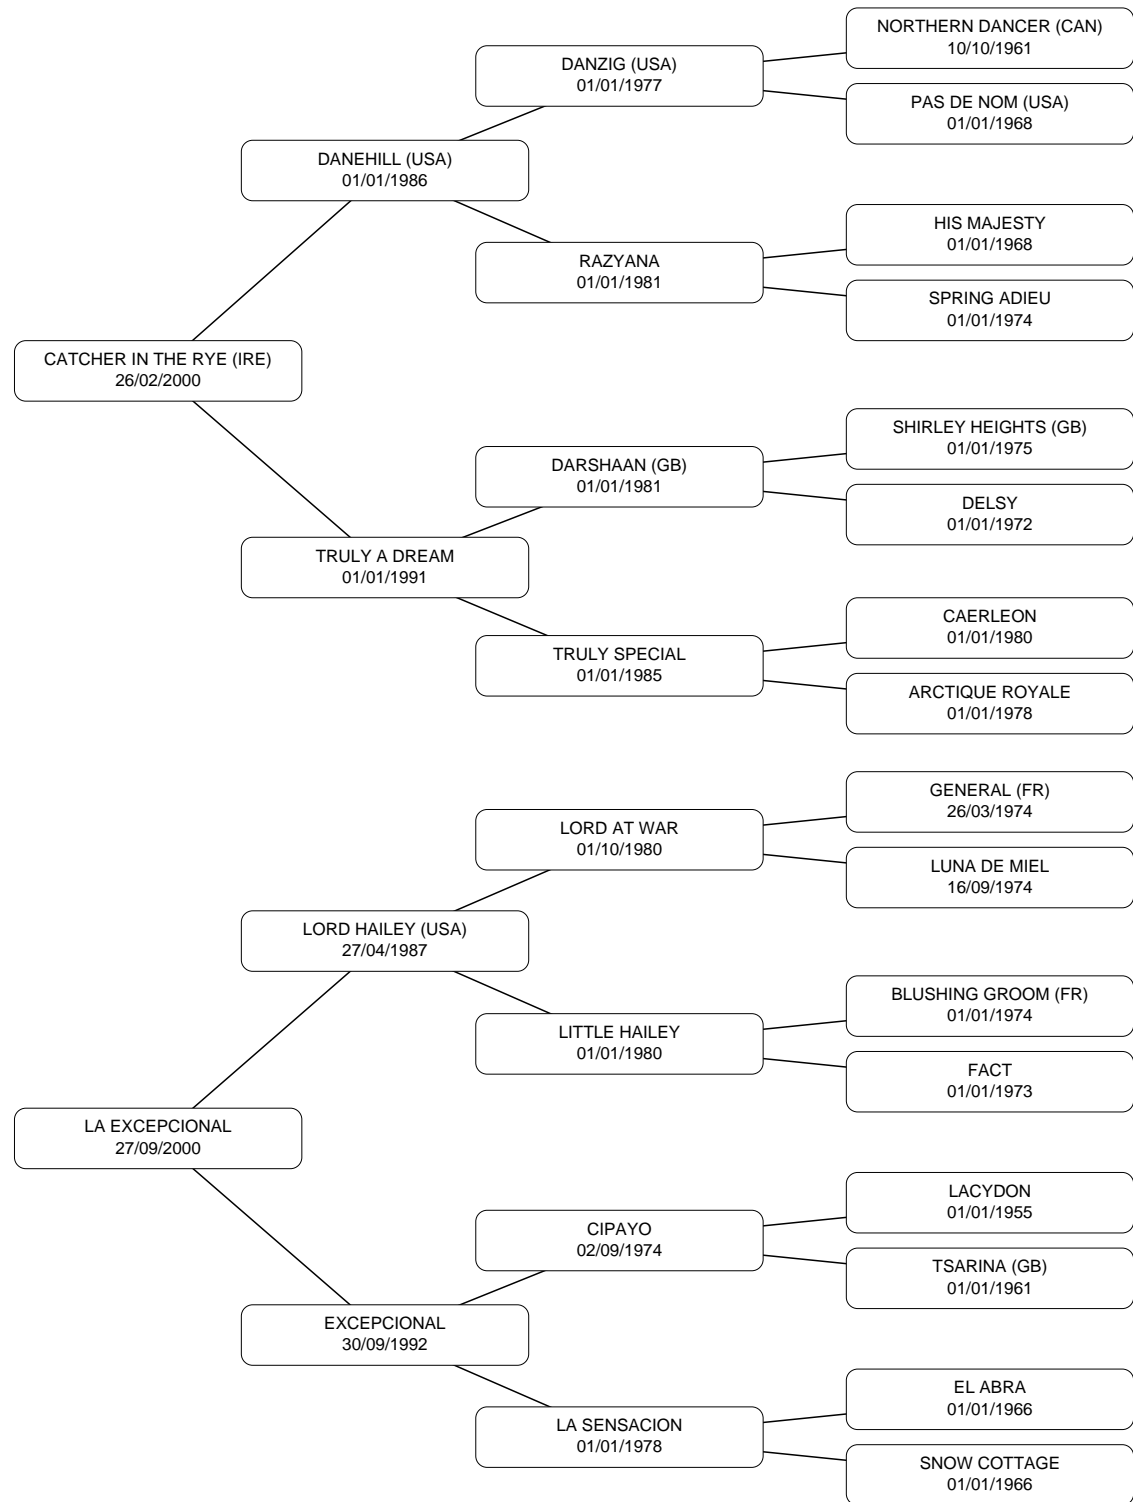 NORTHERN DANCER (CAN)
10/10/1961
DANZIG (USA)
01/01/1977
PAS DE NOM (USA)
01/01/1968
DANEHILL (USA)
01/01/1986
HIS MAJESTY
01/01/1968
RAZYANA
01/01/1981
SPRING ADIEU
01/01/1974
CATCHER IN THE RYE (IRE)
26/02/2000
SHIRLEY HEIGHTS (GB)
01/01/1975
DARSHAAN (GB)
01/01/1981
DELSY
01/01/1972
TRULY A DREAM
01/01/1991
CAERLEON
01/01/1980
TRULY SPECIAL
01/01/1985
ARCTIQUE ROYALE
01/01/1978
GENERAL (FR)
26/03/1974
LORD AT WAR
01/10/1980
LUNA DE MIEL
16/09/1974
LORD HAILEY (USA)
27/04/1987
BLUSHING GROOM (FR)
01/01/1974
LITTLE HAILEY
01/01/1980
FACT
01/01/1973
LA EXCEPCIONAL
27/09/2000
LACYDON
01/01/1955
CIPAYO
02/09/1974
TSARINA (GB)
01/01/1961
EXCEPCIONAL
30/09/1992
EL ABRA
01/01/1966
LA SENSACION
01/01/1978
SNOW COTTAGE
01/01/1966